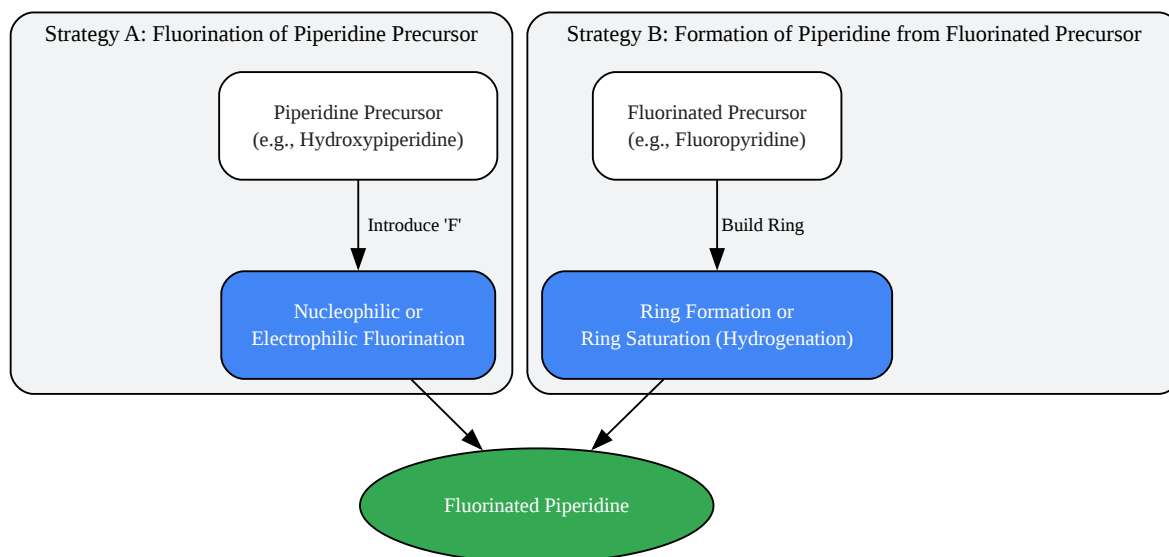 Strategy A: Fluorination of Piperidine Precursor
Piperidine Precursor
(e.g., Hydroxypiperidine)
Introduce 'F'
Nucleophilic or
Electrophilic Fluorination
Strategy B: Formation of Piperidine from Fluorinated Precursor
Fluorinated Precursor
(e.g., Fluoropyridine)
Build Ring
Ring Formation or
Ring Saturation (Hydrogenation)
Fluorinated Piperidine